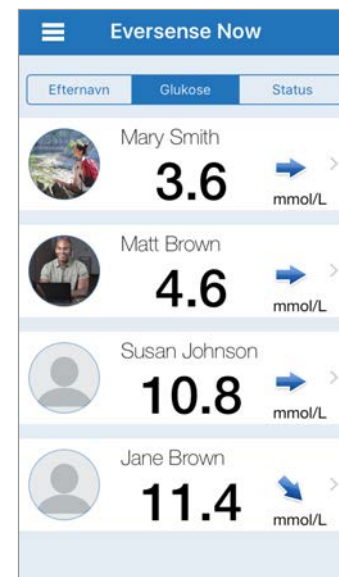 Eversense Now
Efternavn Glukose Status
Mary Smith
3.6
mmol/L
Matt Brown
4.6
mmol/L
Susan Johnson
10.8
mmol/L
Jane Brown
11.4
mmol/L